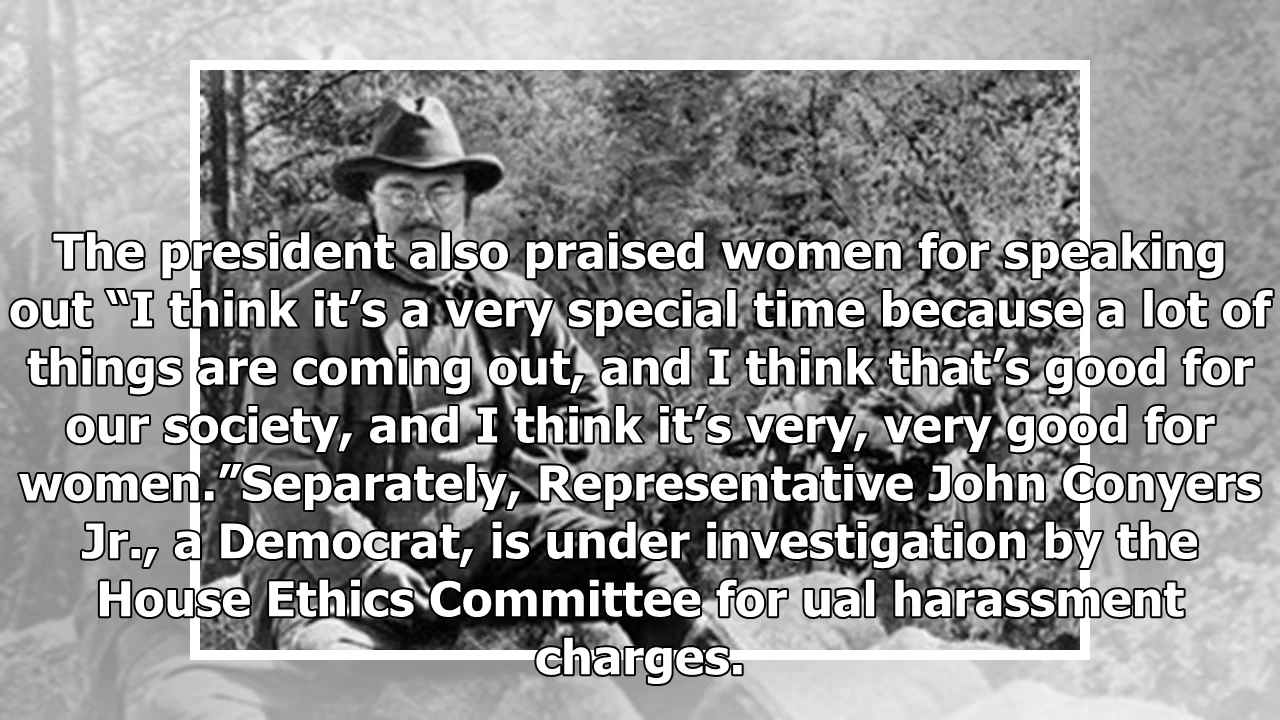 The president also praised women for speaking
out “I think it’s a very special time because a lot of
things are coming out, and I think that’s good for
our society, and I think it’s very, very good for
women.”Separately, Representative John Conyers
Jr., a Democrat, is under investigation by the
House Ethics Committee for ual harassment
charges.